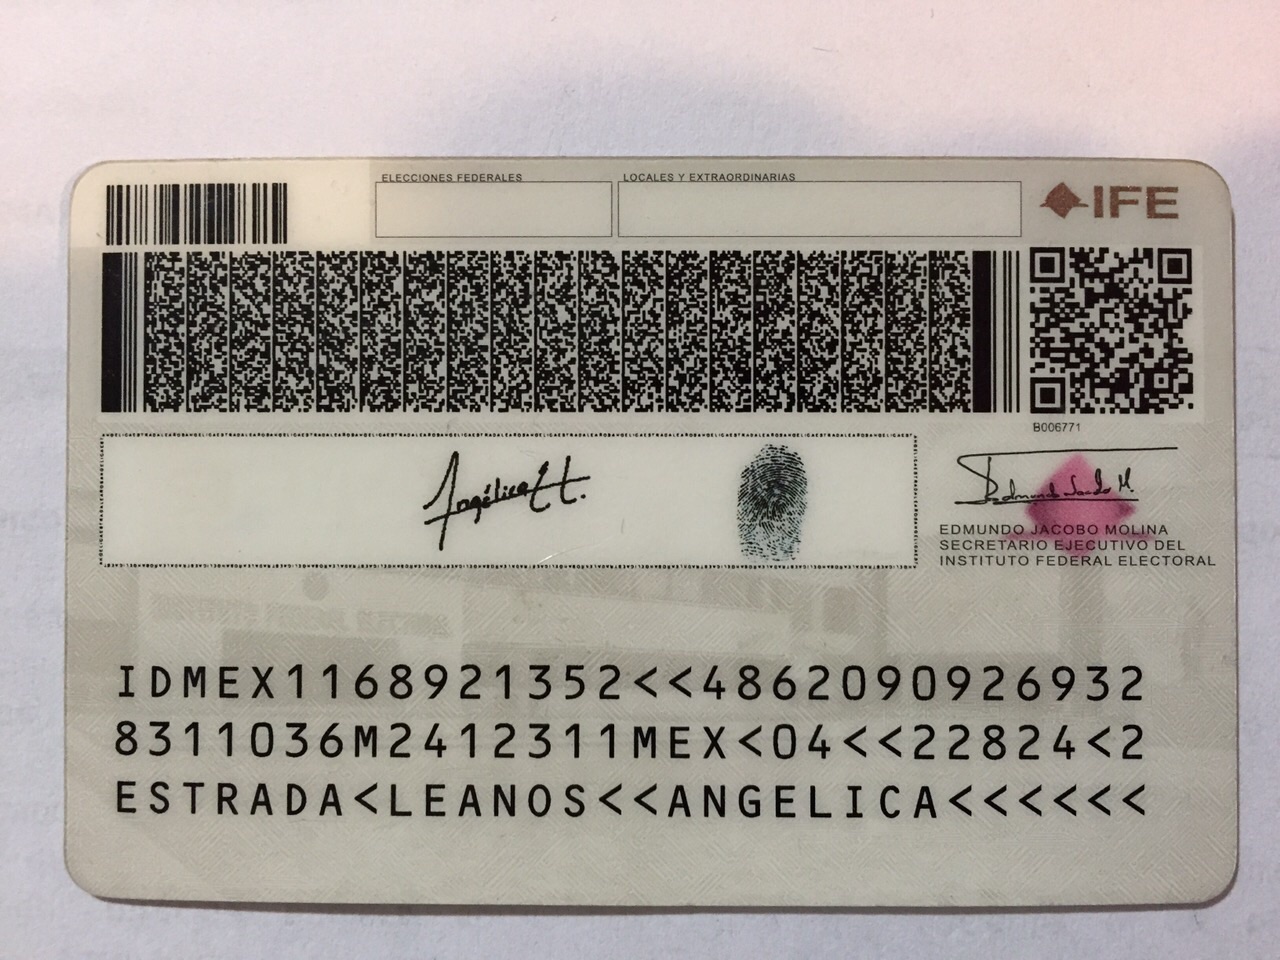 ELECCIONES FEDERALES
LOCALES Y EXTRAORDINARIAS
IFE
B006771
Angélica E L.
Edmundo Jacobo M.
EDMUNDO JACOBO MOLINA
SECRETARIO EJECUTIVO DEL
INSTITUTO FEDERAL ELECTORAL
IDMEX1168921352<<4862090926932
8311036M2412311MEX<04<<22824<2
ESTRADA<LEANOS<<ANGELICA<<<<<<